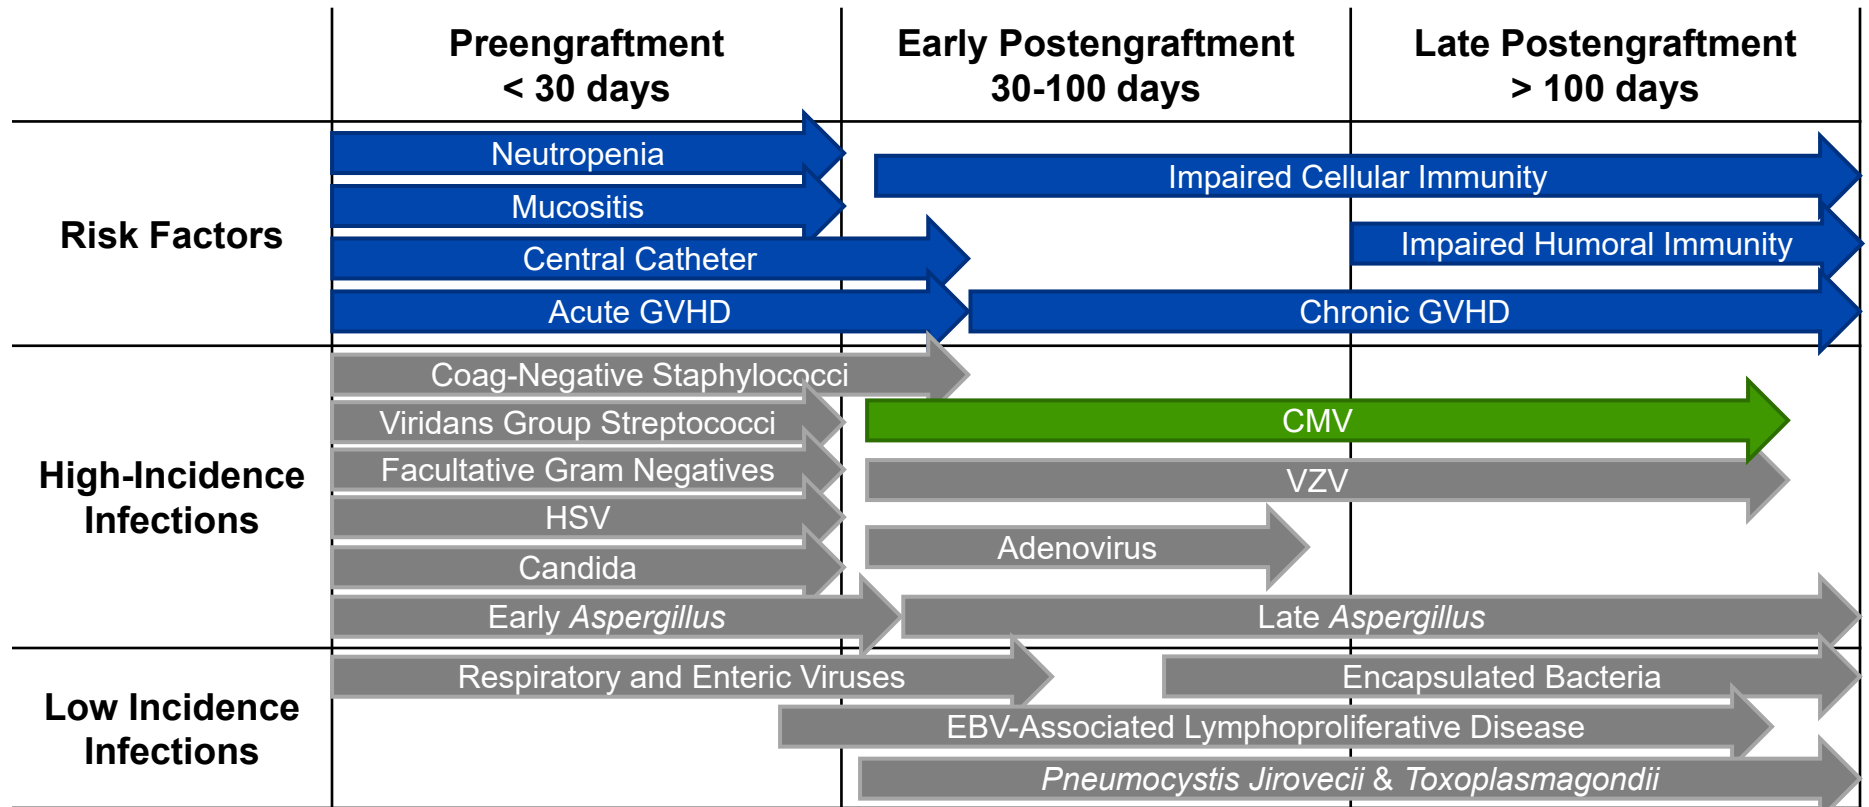 Preengraftment
< 30 days
Early Postengraftment
30-100 days
Late Postengraftment
> 100 days
Risk Factors
Neutropenia
Mucositis
Central Catheter
Acute GVHD
Impaired Cellular Immunity
Impaired Humoral Immunity
Chronic GVHD
High-Incidence
Infections
Coag-Negative Staphylococci
Viridans Group Streptococci
Facultative Gram Negatives
HSV
Candida
Early Aspergillus
CMV
VZV
Adenovirus
Late Aspergillus
Low Incidence
Infections
Respiratory and Enteric Viruses
Encapsulated Bacteria
EBV-Associated Lymphoproliferative Disease
Pneumocystis Jirovecii & Toxoplasmagondii